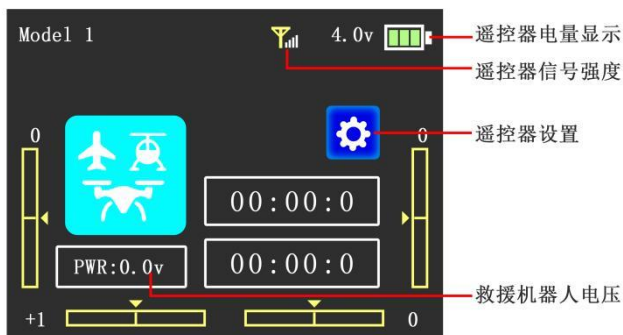 Model 1
4.0v
遥控器电量显示
遥控器信号强度
0
0
遥控器设置
00:00:0
PWR:0.0v
00:00:0
救援机器人电压
+1
0